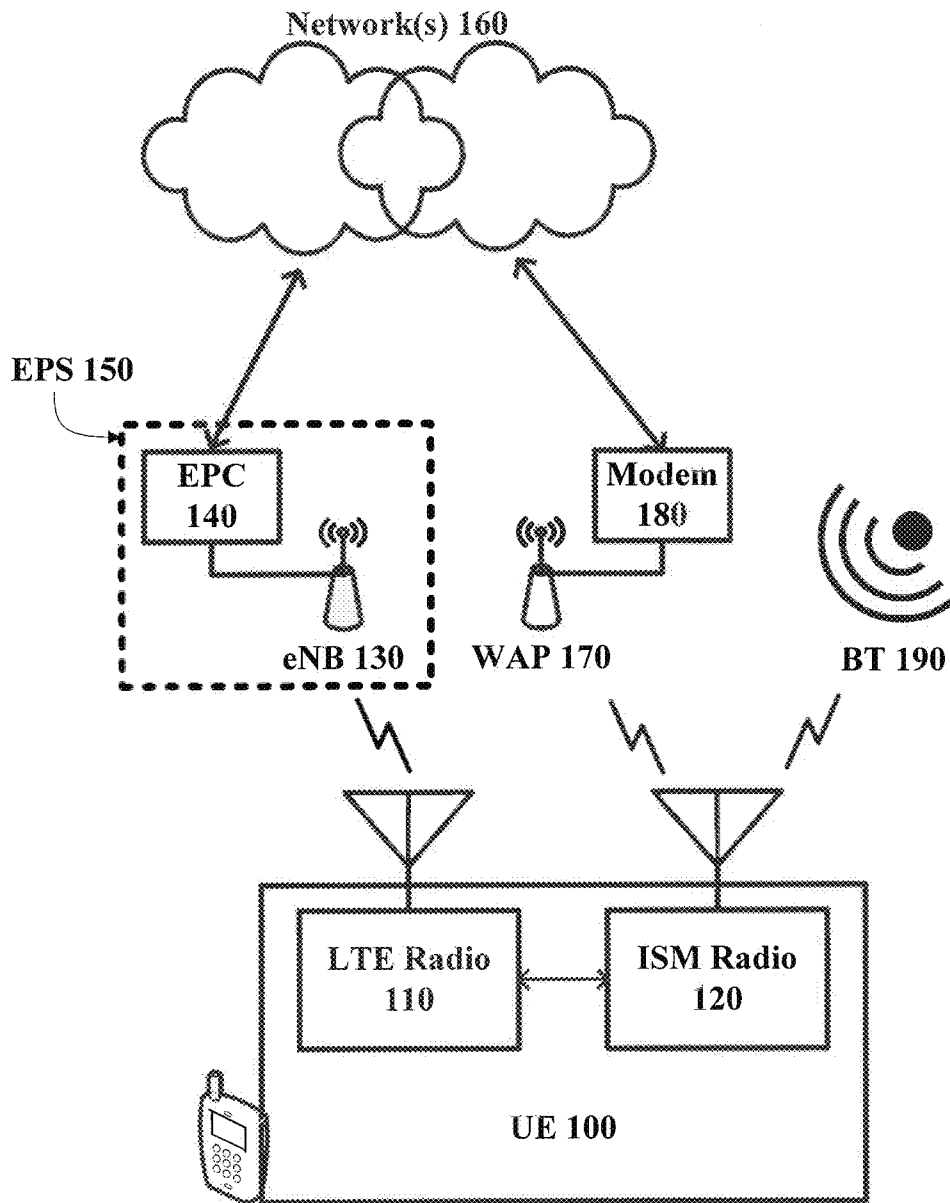 Network(s) 160
EPS 150
EPC
140
Modem
180
eNB 130
WAP 170
BT 190
LTE Radio
110
ISM Radio
120
UE 100